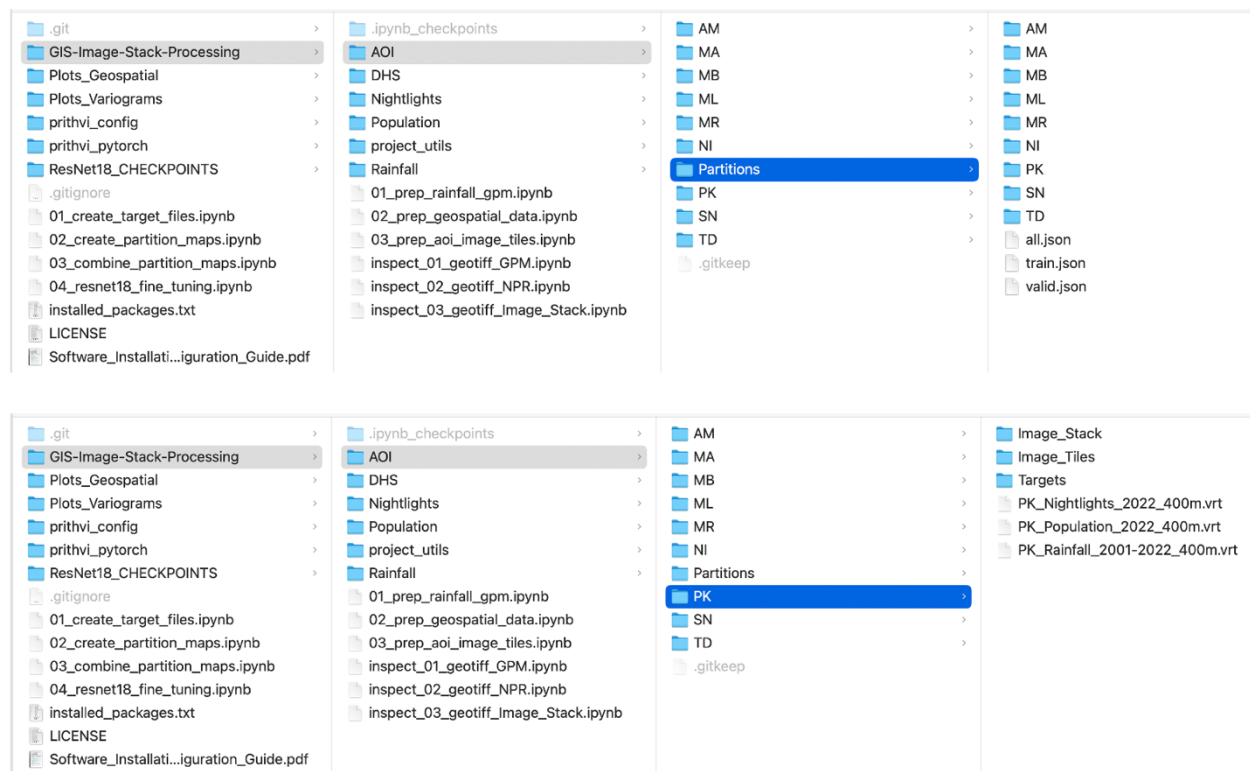 .git
GIS-Image-Stack-Processing
Plots_Geospatial
Plots_Variograms
prithvi_config
prithvi_pytorch
ResNet18_CHECKPOINTS
.gitignore
01_create_target_files.ipynb
02_create_partition_maps.ipynb
03_combine_partition_maps.ipynb
04_resnet18_fine_tuning.ipynb
installed_packages.txt
LICENSE
Software_Installati...iguration_Guide.pdf
.ipynb_checkpoints
AOI
DHS
Nightlights
Population
project_utils
Rainfall
01_prep_rainfall_gpm.ipynb
02_prep_geospatial_data.ipynb
03_prep_aoi_image_tiles.ipynb
inspect_01_geotiff_GPM.ipynb
inspect_02_geotiff_NPR.ipynb
inspect_03_geotiff_Image_Stack.ipynb
AM
MA
MB
ML
MR
NI
Partitions
PK
SN
TD
.gitkeep
AM
MA
MB
ML
MR
NI
PK
SN
TD
all.json
train.json
valid.json
.git
GIS-Image-Stack-Processing
Plots_Geospatial
Plots_Variograms
prithvi_config
prithvi_pytorch
ResNet18_CHECKPOINTS
.gitignore
01_create_target_files.ipynb
02_create_partition_maps.ipynb
03_combine_partition_maps.ipynb
04_resnet18_fine_tuning.ipynb
installed_packages.txt
LICENSE
Software_Installati...iguration_Guide.pdf
.ipynb_checkpoints
AOI
DHS
Nightlights
Population
project_utils
Rainfall
01_prep_rainfall_gpm.ipynb
02_prep_geospatial_data.ipynb
03_prep_aoi_image_tiles.ipynb
inspect_01_geotiff_GPM.ipynb
inspect_02_geotiff_NPR.ipynb
inspect_03_geotiff_Image_Stack.ipynb
AM
MA
MB
ML
MR
NI
Partitions
PK
SN
TD
.gitkeep
Image_Stack
Image_Tiles
Targets
PK_Nightlights_2022_400m.vrt
PK_Population_2022_400m.vrt
PK_Rainfall_2001-2022_400m.vrt